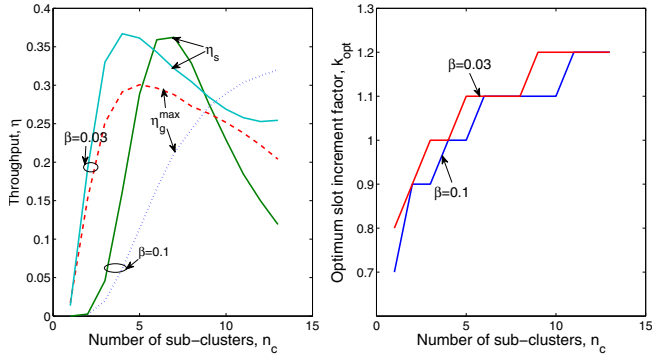 0.4
0.35
0.3
0.25
0.2
0.15
0.1
0.05
0
0
5
10
15
Throughput, η
Number of sub-clusters, n_c
η_s
η_g^max
β=0.03
β=0.1
1.3
1.2
1.1
1
0.9
0.8
0.7
0
5
10
15
Optimum slot increment factor, k_opt
Number of sub-clusters, n_c
β=0.03
β=0.1